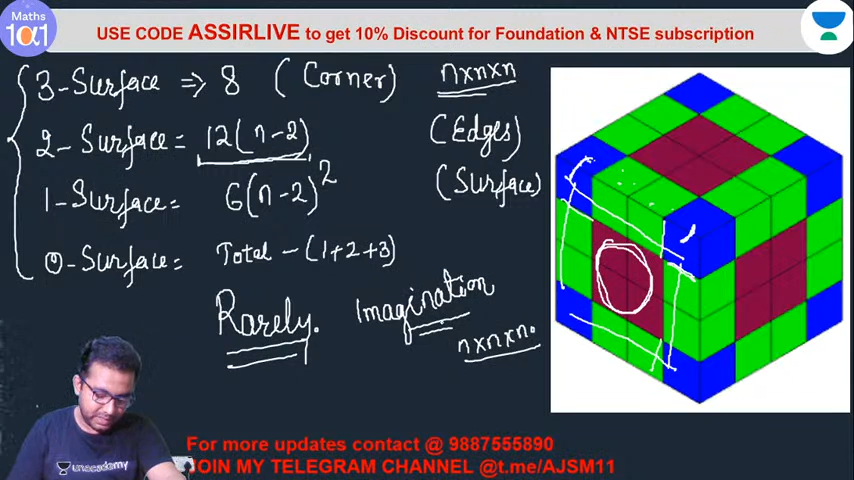 Maths
1α1
USE CODE ASSIRLIVE to get 10% Discount for Foundation & NTSE subscription
3-Surface => 8 (Corner) n×n×n
2-Surface = 12(n-2) (Edges)
1-Surface = 6(n-2)² (Surface)
0-Surface = Total - (1+2+3)
Rarely. Imagination
n×n×n.
unacademy
For more updates contact @ 9887555890
JOIN MY TELEGRAM CHANNEL @t.me/AJSM11